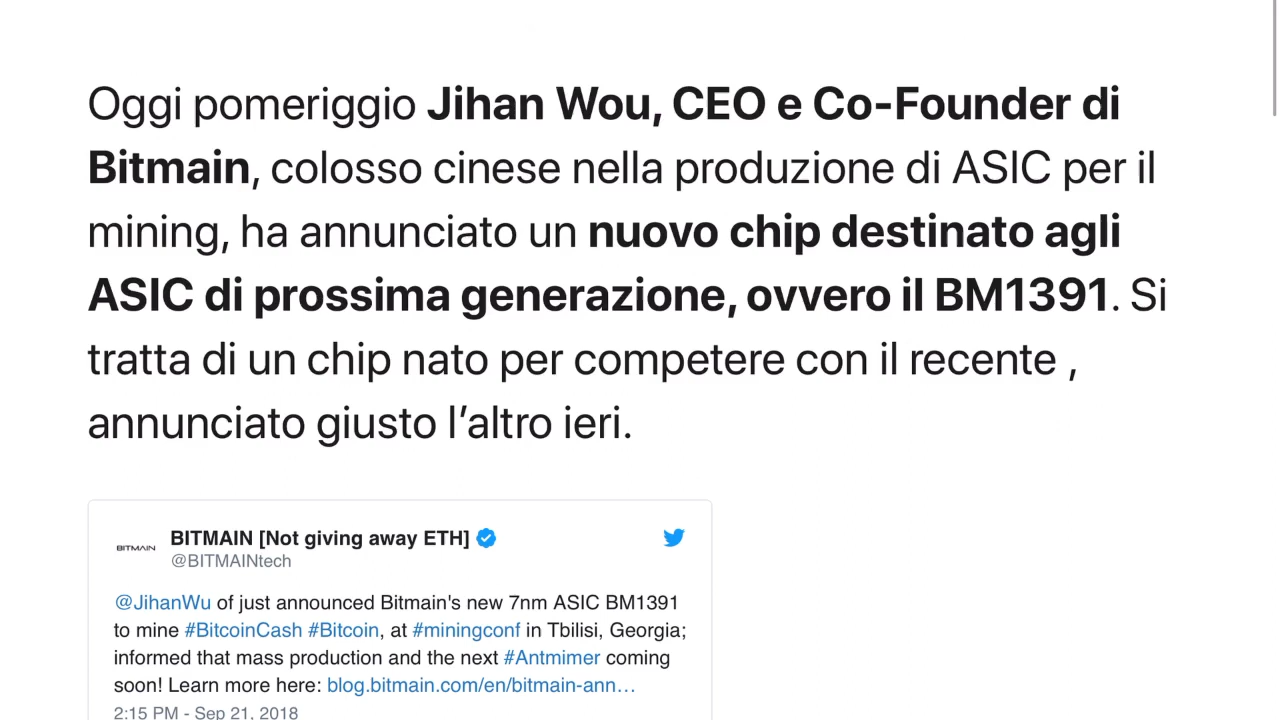 Oggi pomeriggio Jihan Wou, CEO e Co-Founder di
Bitmain, colosso cinese nella produzione di ASIC per il
mining, ha annunciato un nuovo chip destinato agli
ASIC di prossima generazione, ovvero il BM1391. Si
tratta di un chip nato per competere con il recente ,
annunciato giusto l’altro ieri.
BITMAIN
BITMAIN [Not giving away ETH]
@BITMAINtech
@JihanWu of just announced Bitmain's new 7nm ASIC BM1391
to mine #BitcoinCash #Bitcoin, at #miningconf in Tbilisi, Georgia;
informed that mass production and the next #Antmimer coming
soon! Learn more here: blog.bitmain.com/en/bitmain-ann…
2:15 PM - Sep 21, 2018